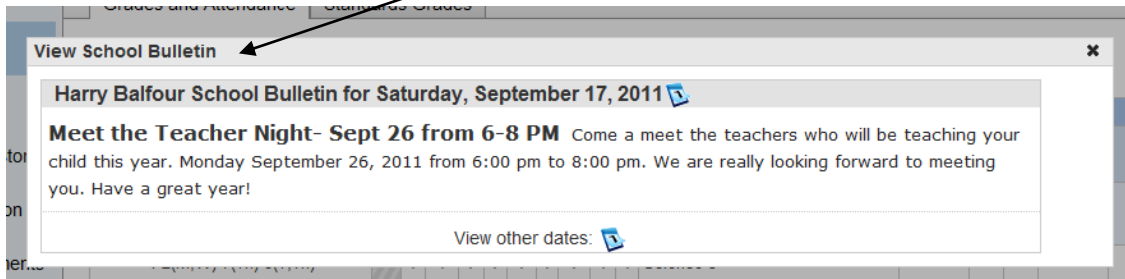 Grades and Attendance Standards Grades
View School Bulletin
Harry Balfour School Bulletin for Saturday, September 17, 2011
Meet the Teacher Night- Sept 26 from 6-8 PM Come a meet the teachers who will be teaching your
child this year. Monday September 26, 2011 from 6:00 pm to 8:00 pm. We are really looking forward to meeting
you. Have a great year!
View other dates: